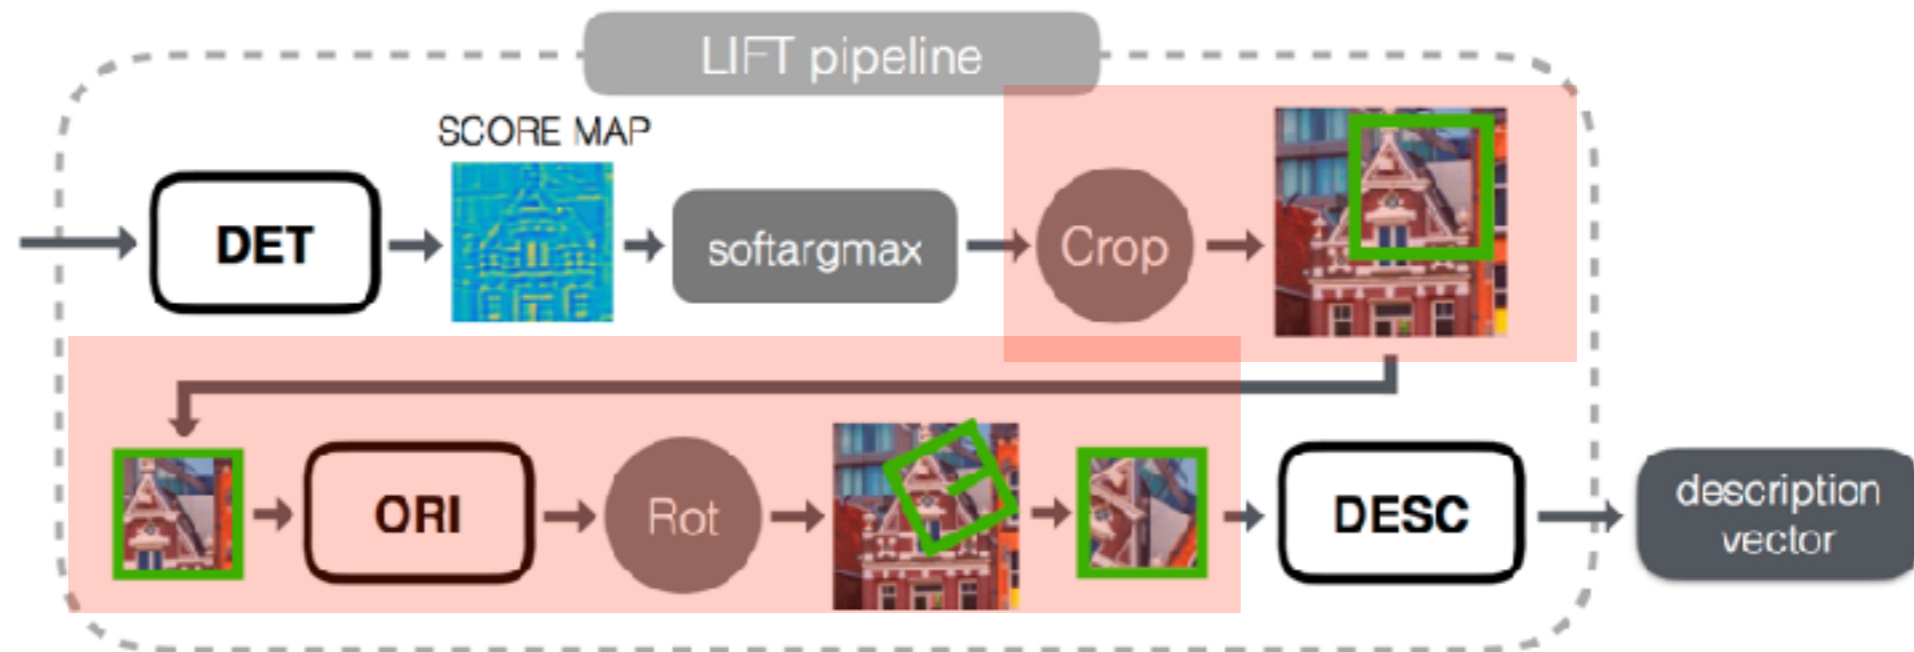 LIFT pipeline
SCORE MAP
DET
softargmax
Crop
ORI
Rot
DESC
description
vector